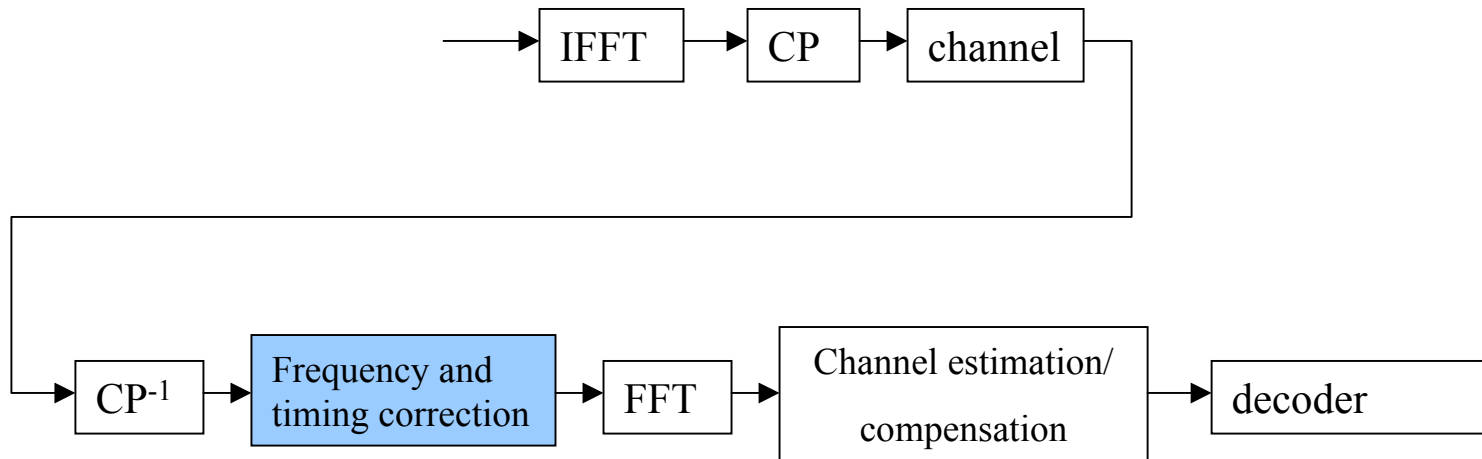 IFFT
CP
channel
CP-1
Frequency and
timing correction
FFT
Channel estimation/
compensation
decoder